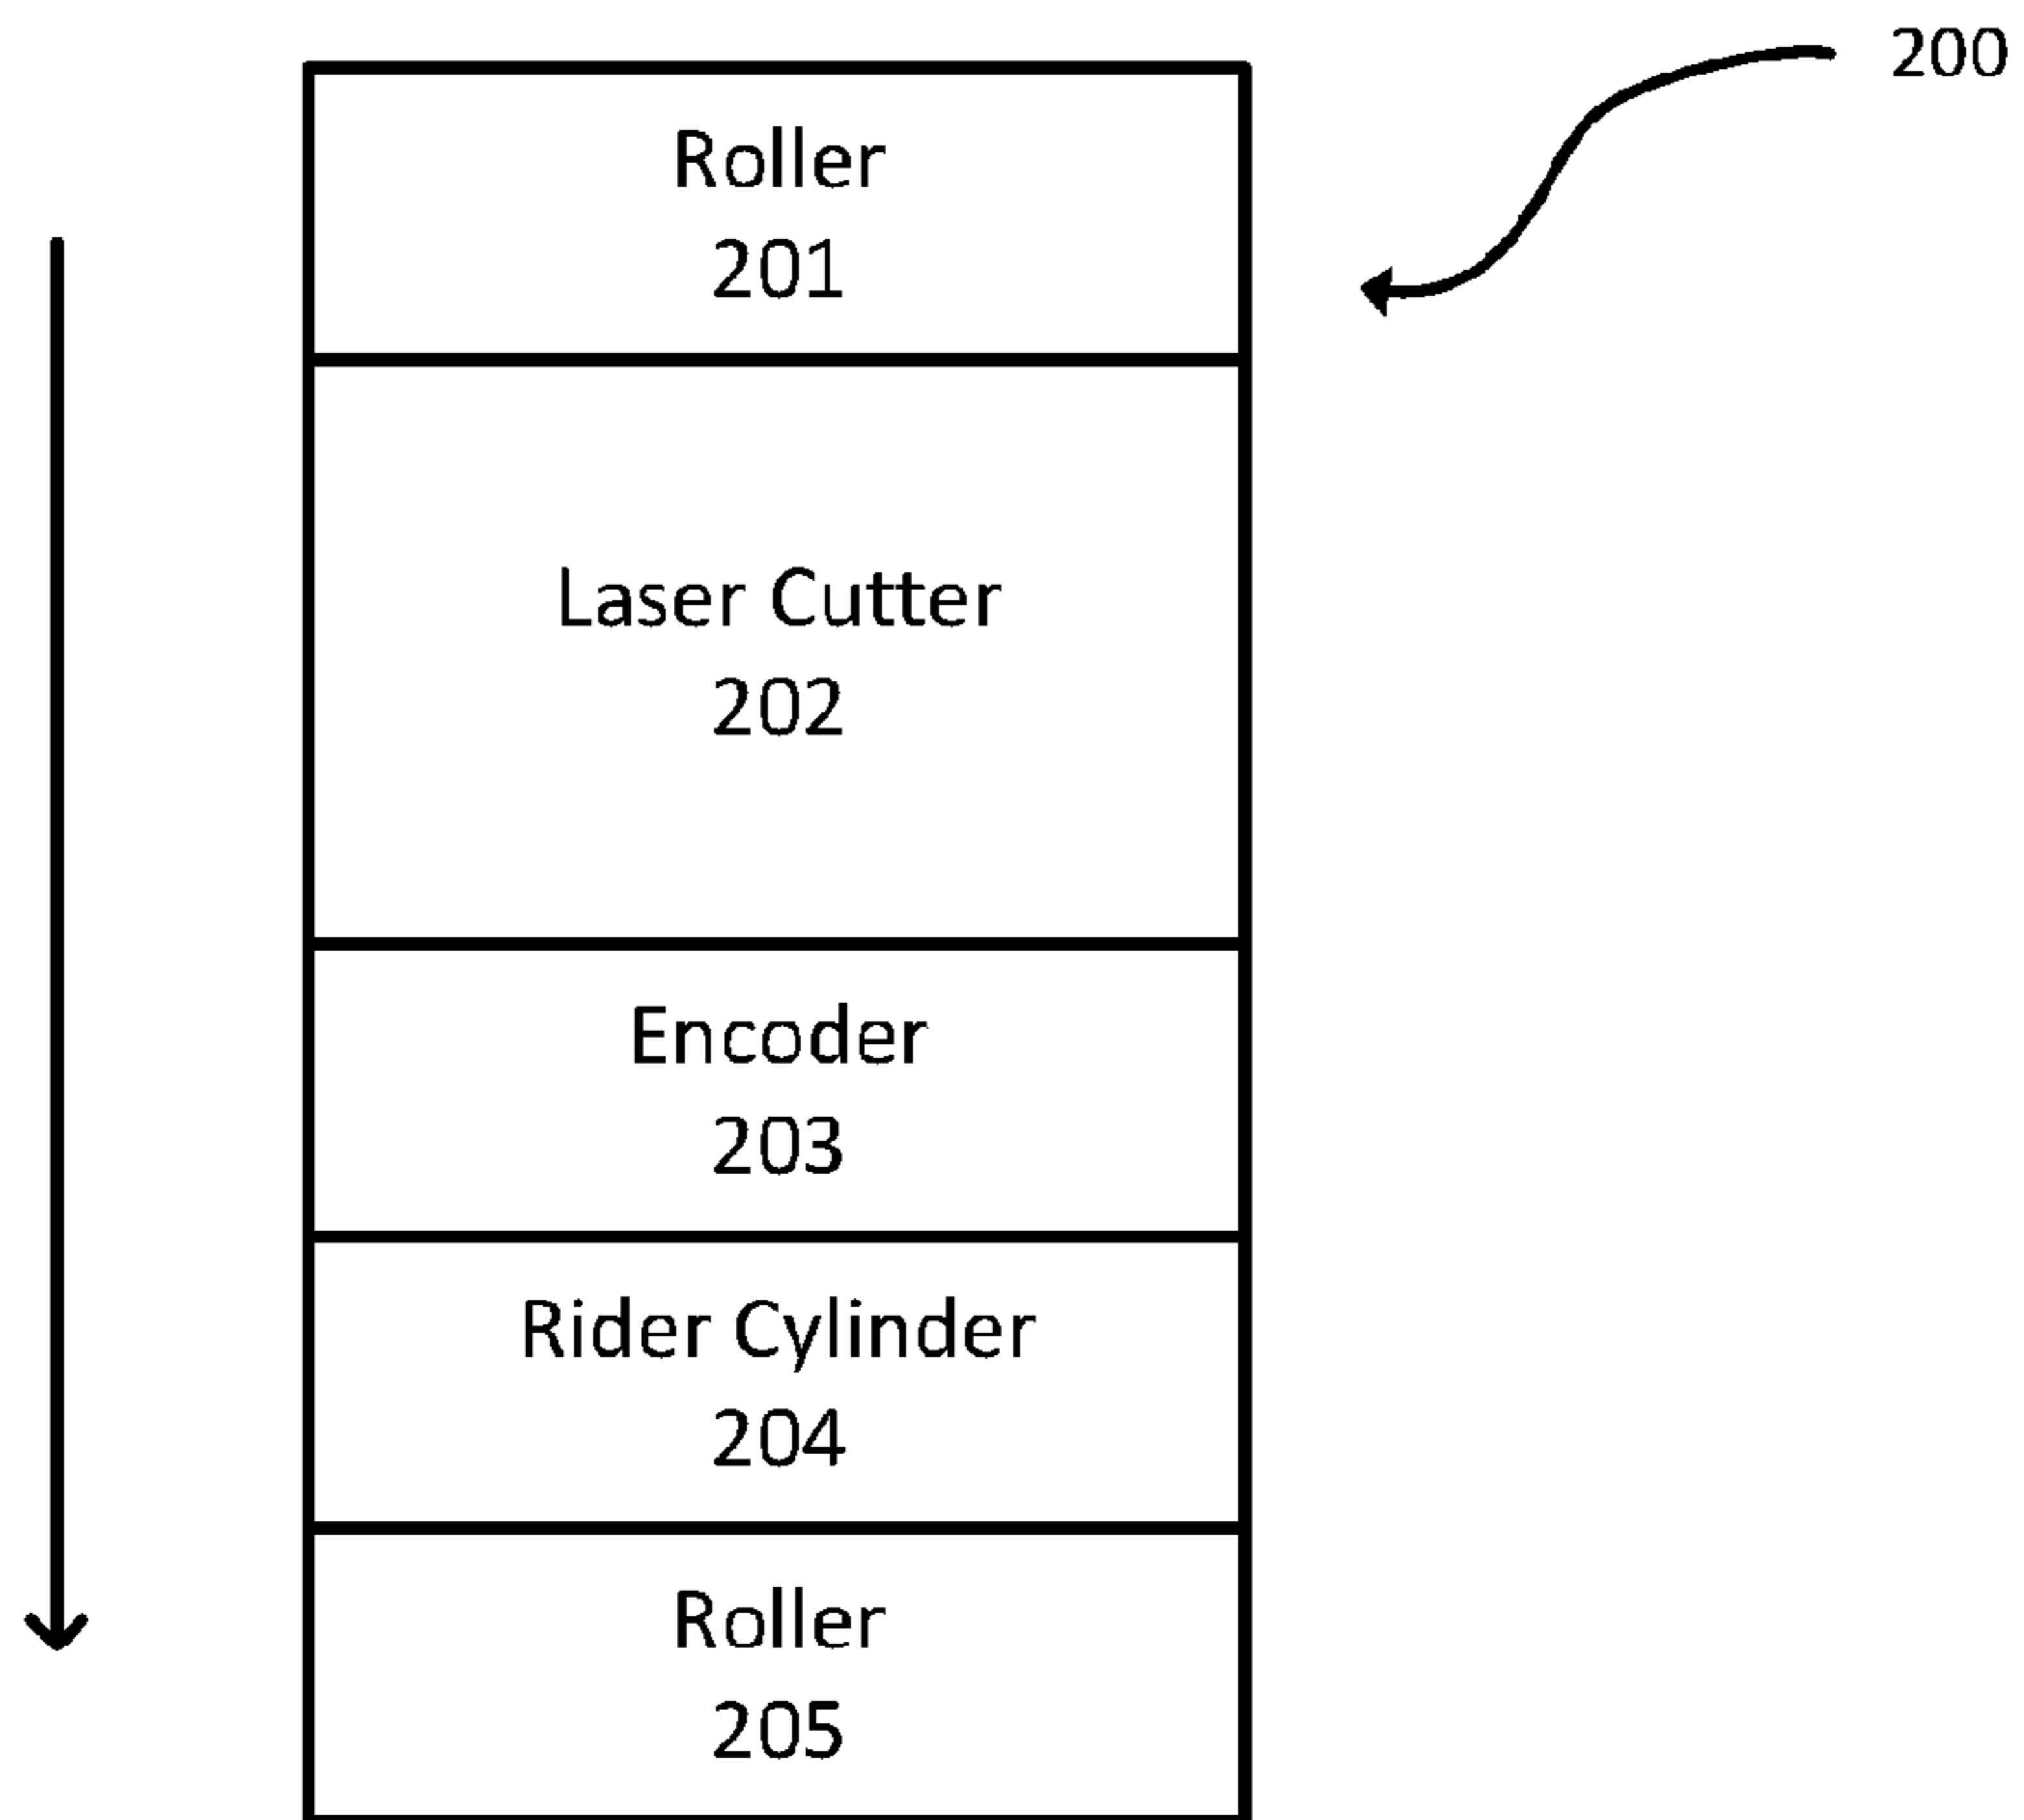 200
Roller
201
Laser Cutter
202
Encoder
203
Rider Cylinder
204
Roller
205